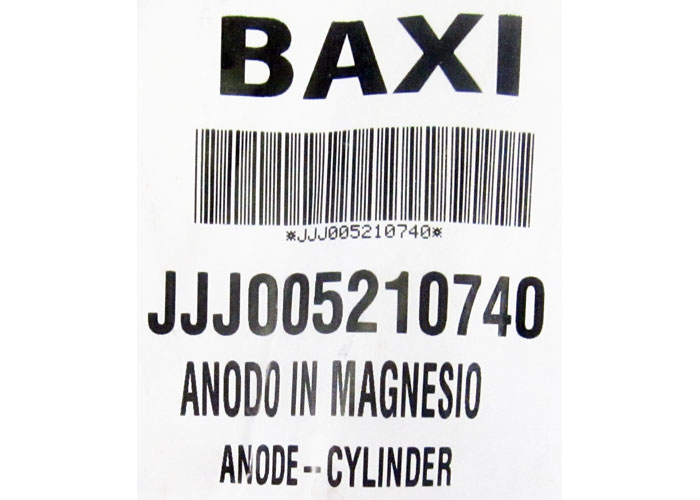 BAXI
*JJJ005210740*
JJJ005210740
ANODO IN MAGNESIO
ANODE--CYLINDER